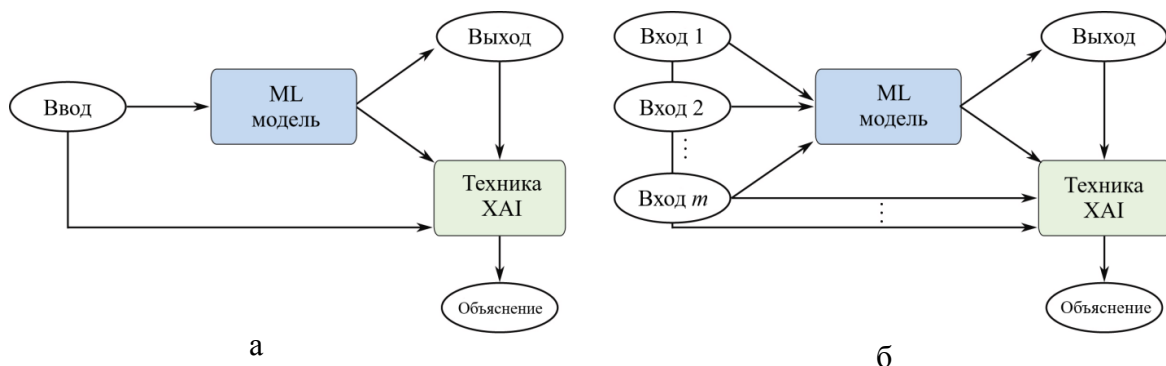 Ввод
ML
модель
Выход
Техника
XAI
Объяснение
а
Вход 1
Вход 2
⋮
Вход m
⋮
ML
модель
Выход
Техника
XAI
Объяснение
б